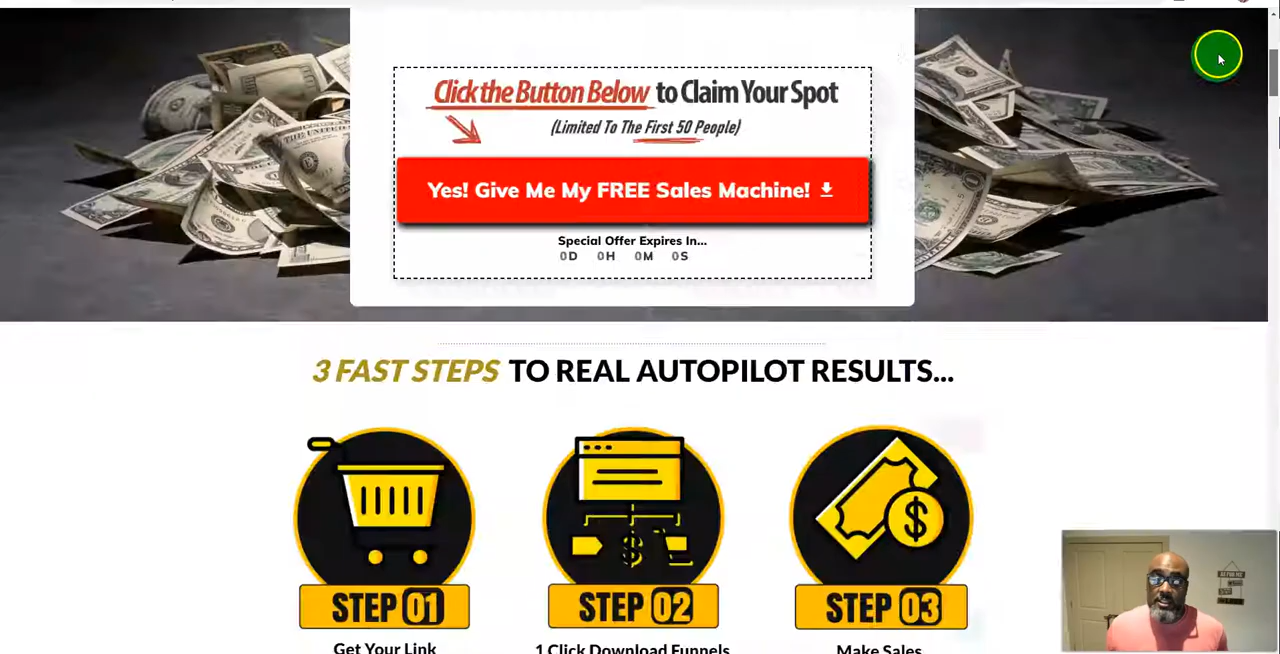 Click the Button Below to Claim Your Spot
(Limited To The First 50 People)
Yes! Give Me My FREE Sales Machine!
Special Offer Expires In...
0D 0H 0M 0S
3 FAST STEPS TO REAL AUTOPILOT RESULTS...
STEP 01
STEP 02
STEP 03
Get Your Link
1 Click Download Funnels
Make Sales